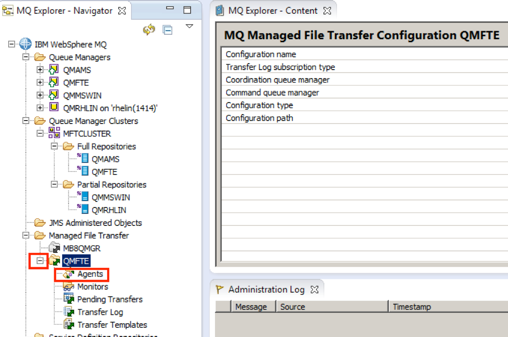 MQ Explorer - Navigator
IBM WebSphere MQ
Queue Managers
QMAMS
QMFTE
QMMSWIN
QMRHLIN on 'rhelin(1414)'
Queue Manager Clusters
MFTCLUSTER
Full Repositories
QMAMS
QMFTE
Partial Repositories
QMMSWIN
QMRHLIN
JMS Administered Objects
Managed File Transfer
MB8QMGR
QMFTE
Agents
Monitors
Pending Transfers
Transfer Log
Transfer Templates
Service Definition Repositories
MQ Explorer - Content
MQ Managed File Transfer Configuration QMFTE
Configuration name
Transfer Log subscription type
Coordination queue manager
Command queue manager
Configuration type
Configuration path
Administration Log
Message Source Timestamp